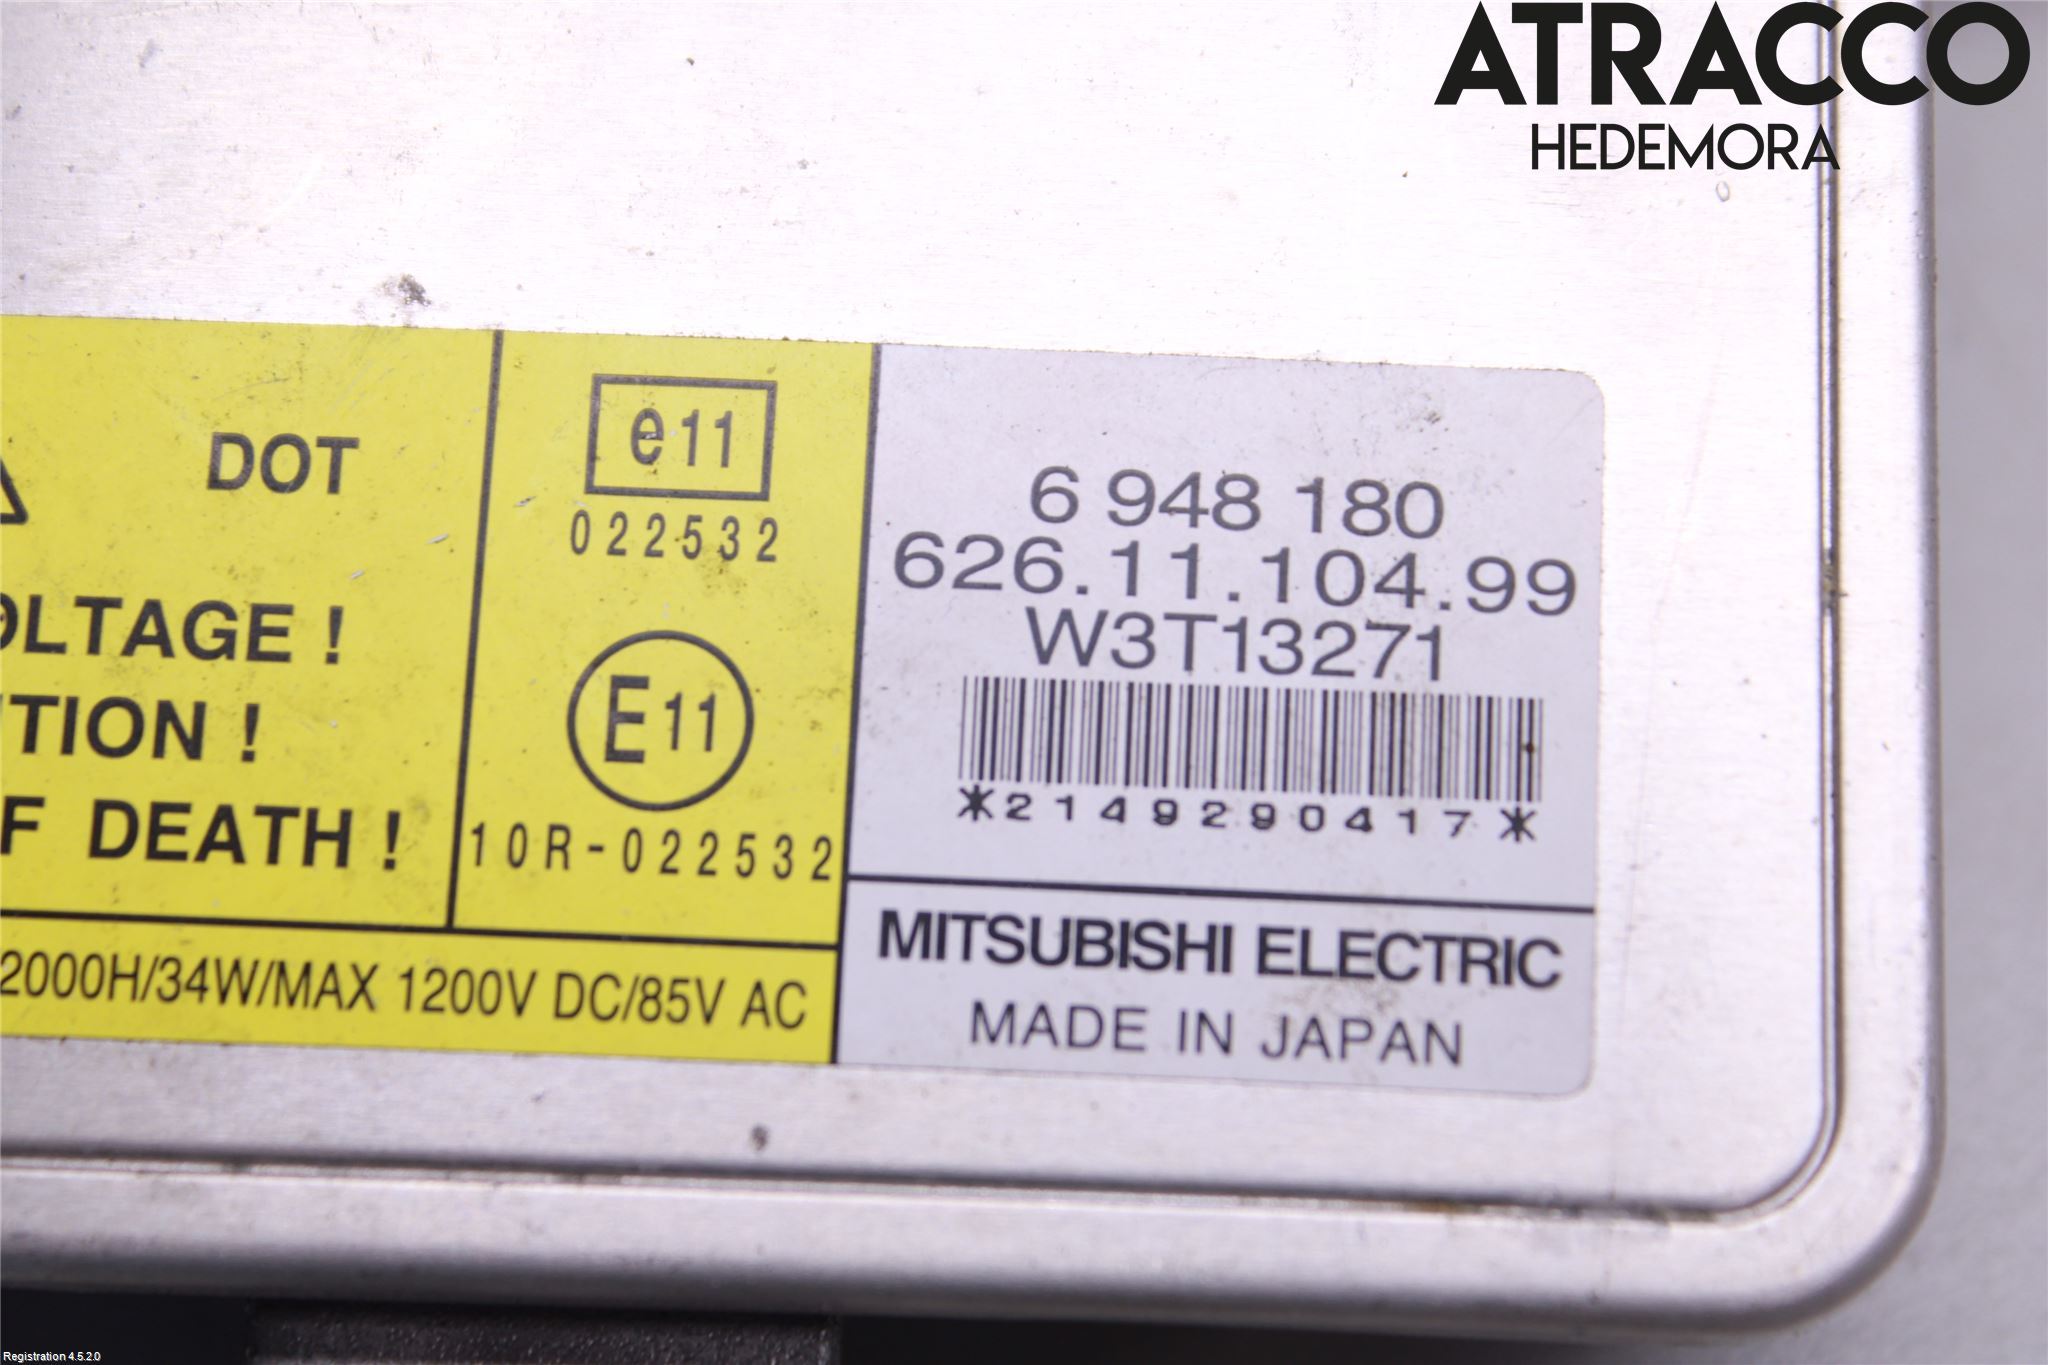 ATRACCO
HEDEMORA
DOT
OLTAGE !
TION !
F DEATH !
2000H/34W/MAX 1200V DC/85V AC
e11
022532
E11
10R-022532
6 948 180
626.11.104.99
W3T13271
*2149290417*
MITSUBISHI ELECTRIC
MADE IN JAPAN
Registration 4.5.2.0